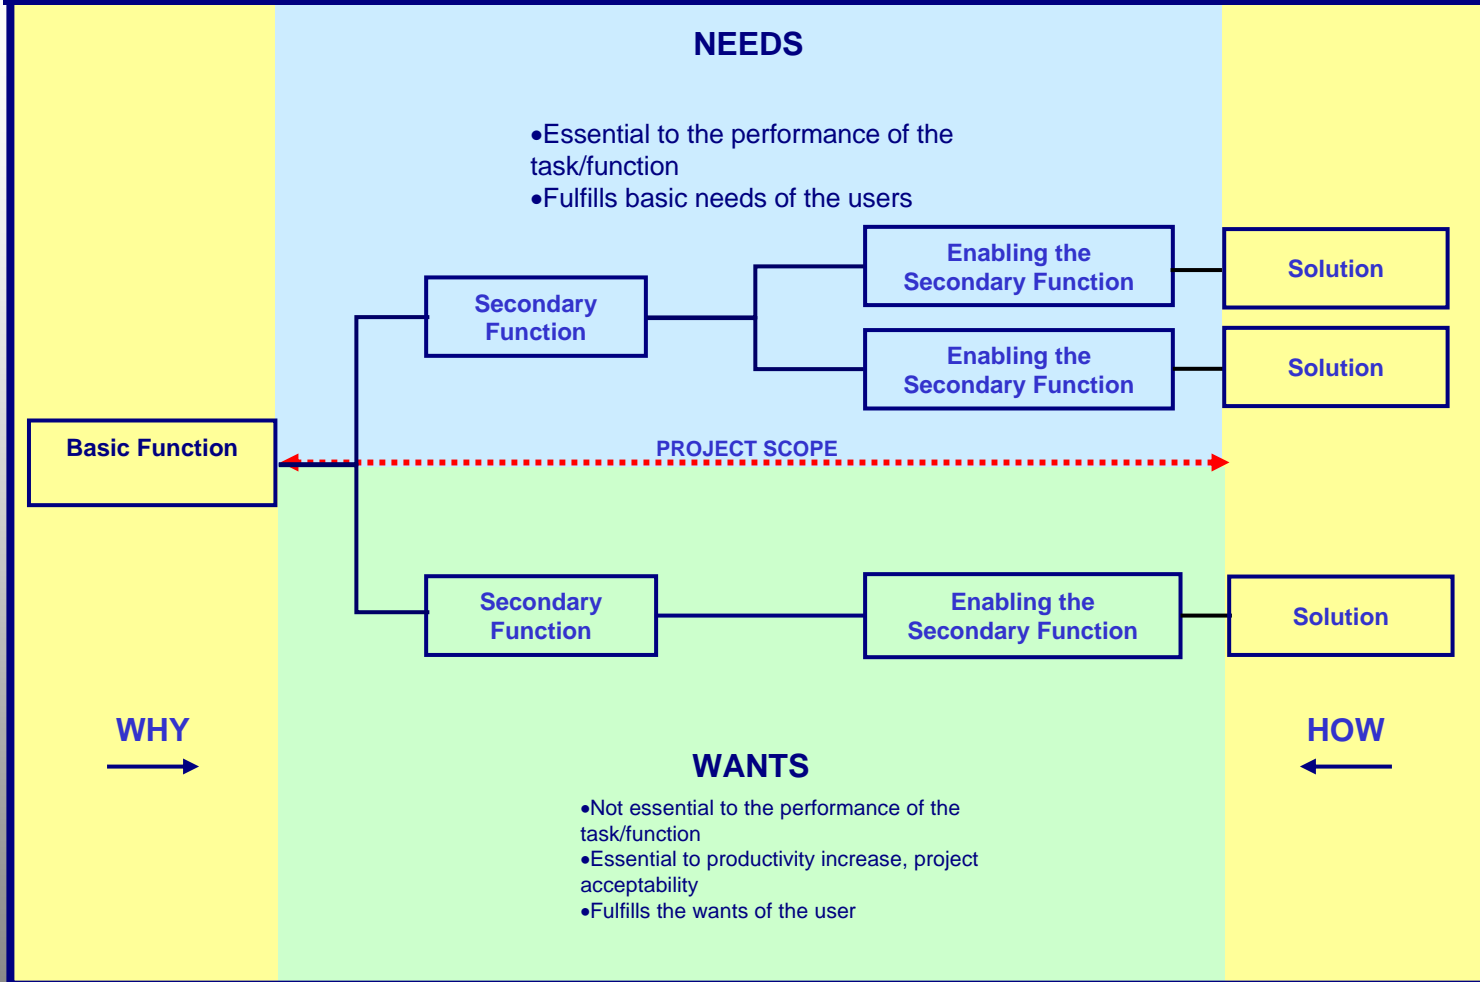 NEEDS
•Essential to the performance of the
task/function
•Fulfills basic needs of the users
Enabling the
Secondary Function
Solution
Secondary
Function
Enabling the
Secondary Function
Solution
Basic Function
PROJECT SCOPE
Secondary
Function
Enabling the
Secondary Function
Solution
WHY
HOW
WANTS
•Not essential to the performance of the
task/function
•Essential to productivity increase, project
acceptability
•Fulfills the wants of the user